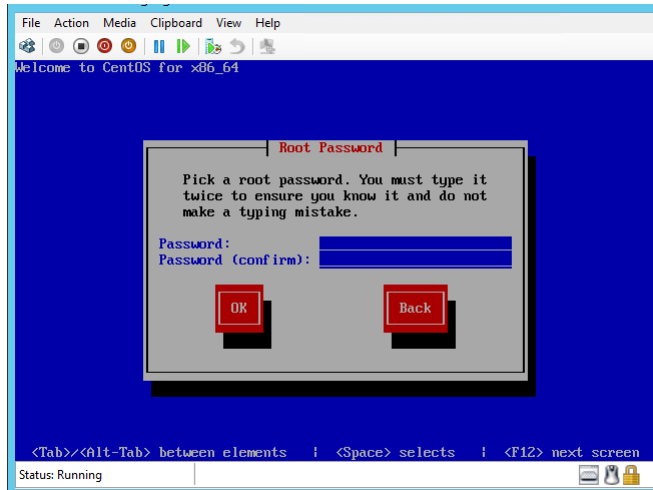 File Action Media Clipboard View Help
Welcome to CentOS for x86_64
Root Password
Pick a root password. You must type it
twice to ensure you know it and do not
make a typing mistake.
Password:
Password (confirm):
OK Back
<Tab>/<Alt-Tab> between elements | <Space> selects | <F12> next screen
Status: Running